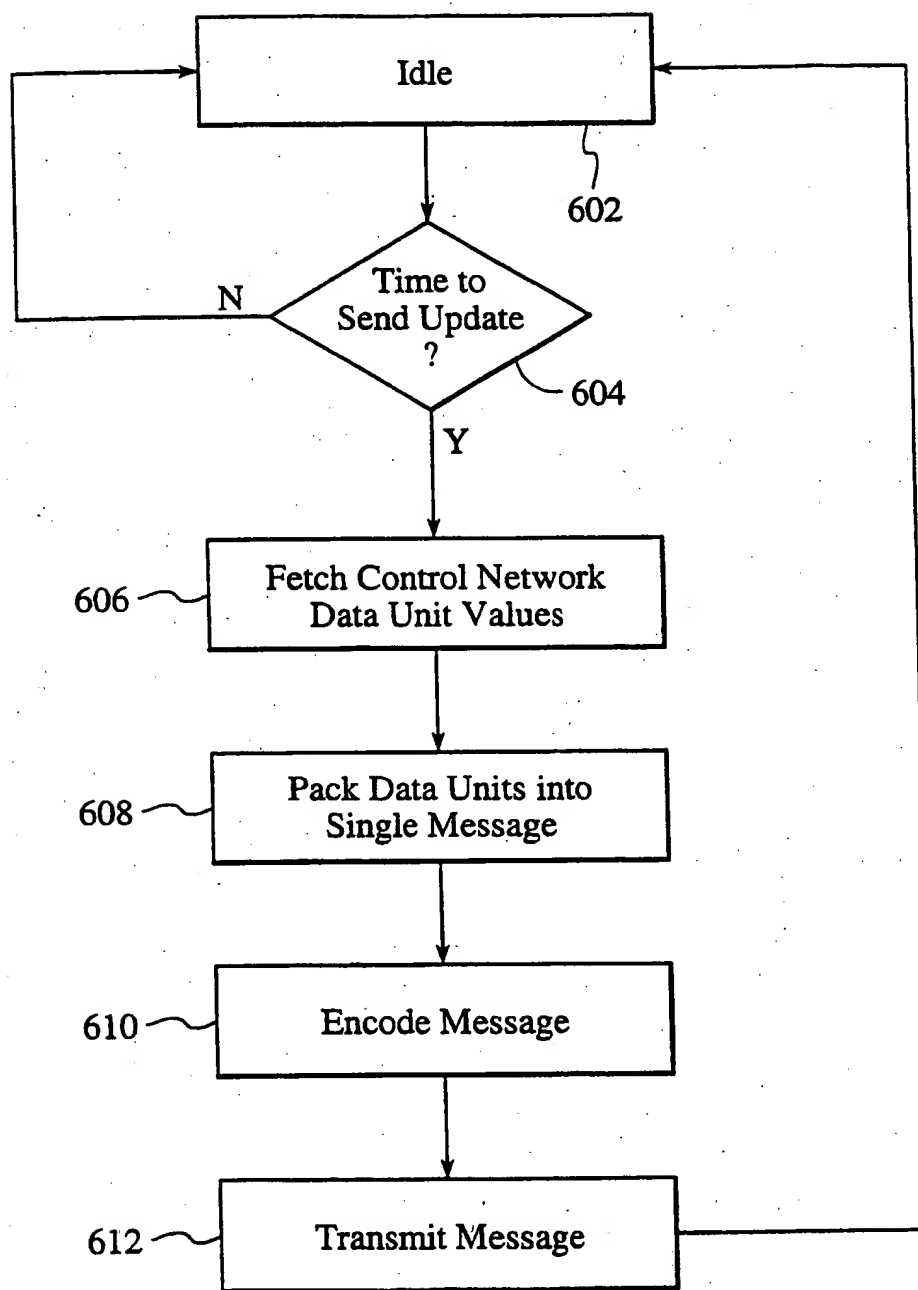 Idle
602
Time to
Send Update
?
604
N
Y
Fetch Control Network
Data Unit Values
606
Pack Data Units into
Single Message
608
Encode Message
610
Transmit Message
612